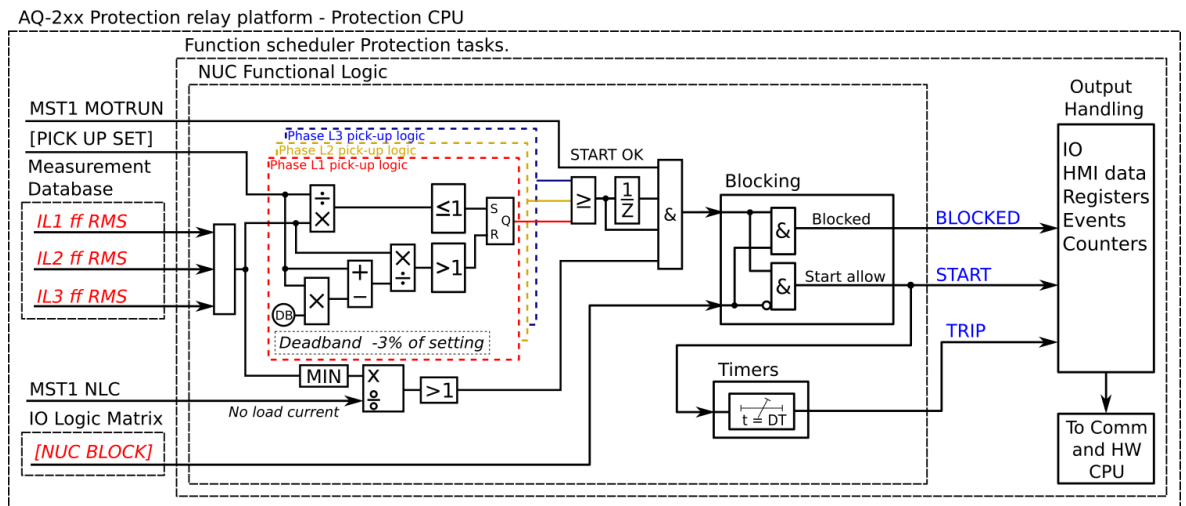 AQ-2xx Protection relay platform - Protection CPU
Function scheduler Protection tasks.
NUC Functional Logic
MST1 MOTRUN
[PICK UP SET]
Measurement
Database
IL1 ff RMS
IL2 ff RMS
IL3 ff RMS
MST1 NLC
IO Logic Matrix
[NUC BLOCK]
Phase L3 pick-up logic
Phase L2 pick-up logic
Phase L1 pick-up logic
÷
X
≤1
S
Q
R
X
÷
>1
+
−
X
DB
Deadband -3% of setting
MIN
X
÷
>1
No load current
START OK
≥
1
Z
&
Blocking
&
Blocked
&
Start allow
Timers
t = DT
BLOCKED
START
TRIP
Output
Handling
IO
HMI data
Registers
Events
Counters
To Comm
and HW
CPU